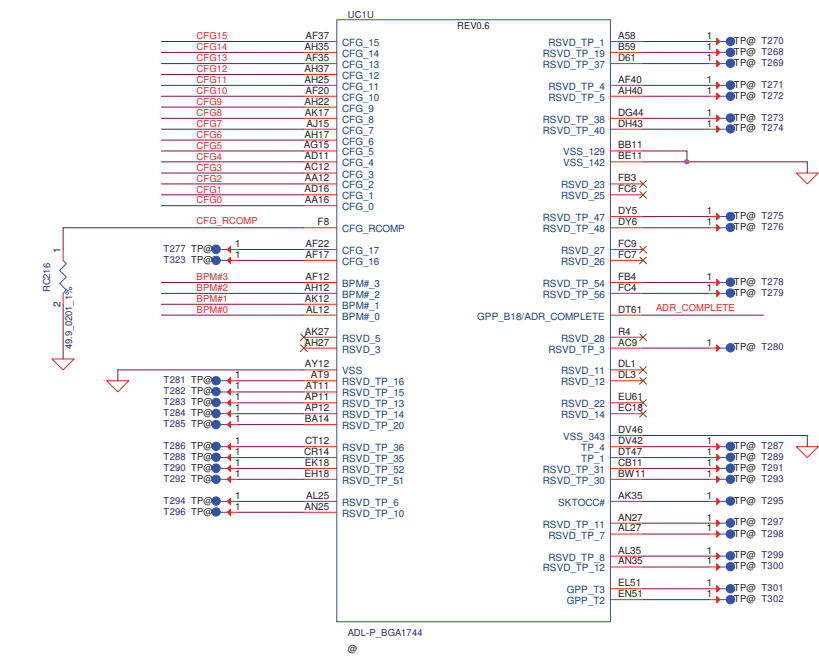 UC1U
REV0.6
CFG15 AF37 CFG_15
CFG14 AH35 CFG_14
CFG13 AF35 CFG_13
CFG12 AH37 CFG_12
CFG11 AH25 CFG_11
CFG10 AF20 CFG_10
CFG9 AH22 CFG_9
CFG8 AK17 CFG_8
CFG7 AJ15 CFG_7
CFG6 AH17 CFG_6
CFG5 AG15 CFG_5
CFG4 AD11 CFG_4
CFG3 AC12 CFG_3
CFG2 AA12 CFG_2
CFG1 AD16 CFG_1
CFG0 AA16 CFG_0
CFG_RCOMP F8 CFG_RCOMP
T277 TP@ 1 AF22 CFG_17
T323 TP@ 1 AF17 CFG_16
1
RC216
2
49.9_0201_1%
BPM#3 AF12 BPM#_3
BPM#2 AH12 BPM#_2
BPM#1 AK12 BPM#_1
BPM#0 AL12 BPM#_0
AK27 RSVD_5
AH27 RSVD_3
AY12 VSS
T281 TP@ 1 AT9 RSVD_TP_16
T282 TP@ 1 AT11 RSVD_TP_15
T283 TP@ 1 AP11 RSVD_TP_13
T284 TP@ 1 AP12 RSVD_TP_14
T285 TP@ 1 BA14 RSVD_TP_20
T286 TP@ 1 CT12 RSVD_TP_36
T288 TP@ 1 CR14 RSVD_TP_35
T290 TP@ 1 EK18 RSVD_TP_52
T292 TP@ 1 EH18 RSVD_TP_51
T294 TP@ 1 AL25 RSVD_TP_6
T296 TP@ 1 AN25 RSVD_TP_10
RSVD_TP_1 A58 1 TP@ T270
RSVD_TP_19 B59 1 TP@ T268
RSVD_TP_37 D61 1 TP@ T269
RSVD_TP_4 AF40 1 TP@ T271
RSVD_TP_5 AH40 1 TP@ T272
RSVD_TP_38 DG44 1 TP@ T273
RSVD_TP_40 DH43 1 TP@ T274
VSS_129 BB11
VSS_142 BE11
RSVD_23 FB3
RSVD_25 FC6
RSVD_TP_47 DY5 1 TP@ T275
RSVD_TP_48 DY6 1 TP@ T276
RSVD_27 FC9
RSVD_26 FC7
RSVD_TP_54 FB4 1 TP@ T278
RSVD_TP_56 FC4 1 TP@ T279
GPP_B18/ADR_COMPLETE DT61 ADR_COMPLETE
RSVD_28 R4
RSVD_TP_3 AC9 1 TP@ T280
RSVD_11 DL1
RSVD_12 DL3
RSVD_22 EU61
RSVD_14 EC18
VSS_343 DV46
TP_4 DV42 1 TP@ T287
TP_1 DT47 1 TP@ T289
RSVD_TP_31 CB11 1 TP@ T291
RSVD_TP_30 BW11 1 TP@ T293
SKTOCC# AK35 1 TP@ T295
RSVD_TP_11 AN27 1 TP@ T297
RSVD_TP_7 AL27 1 TP@ T298
RSVD_TP_8 AL35 1 TP@ T299
RSVD_TP_12 AN35 1 TP@ T300
GPP_T3 EL51 1 TP@ T301
GPP_T2 EN51 1 TP@ T302
ADL-P_BGA1744
@